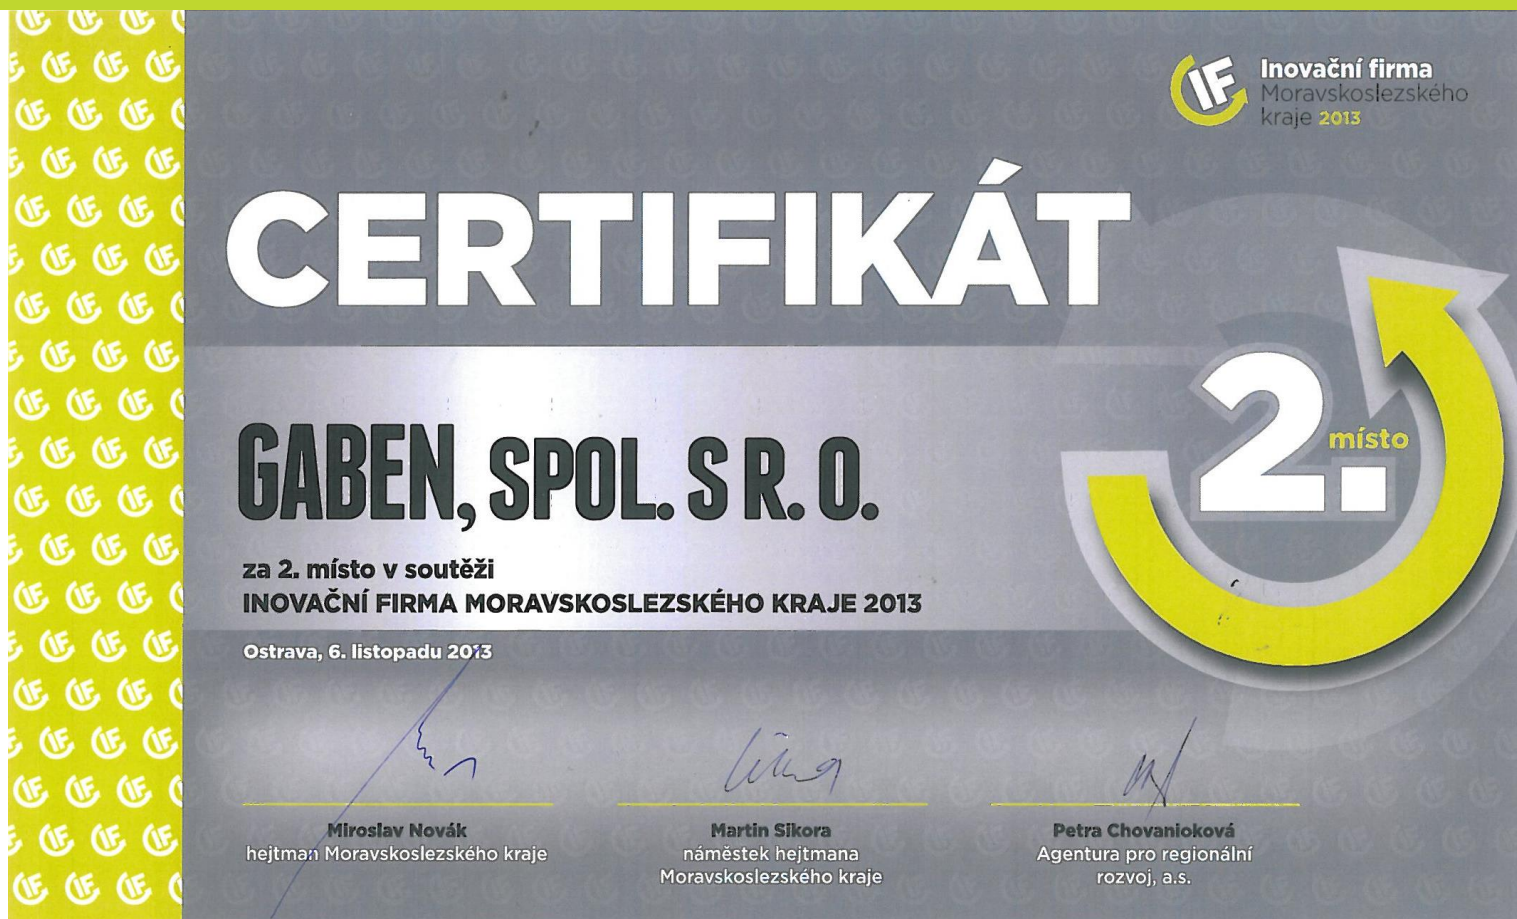 Inovační firma
Moravskoslezského
kraje 2013
CERTIFIKÁT
2.
místo
GABEN, SPOL. S R. O.
za 2. místo v soutěži
INOVAČNÍ FIRMA MORAVSKOSLEZSKÉHO KRAJE 2013
Ostrava, 6. listopadu 2013
Miroslav Novák
hejtman Moravskoslezského kraje
Martin Sikora
náměstek hejtmana
Moravskoslezského kraje
Petra Chovanioková
Agentura pro regionální
rozvoj, a.s.